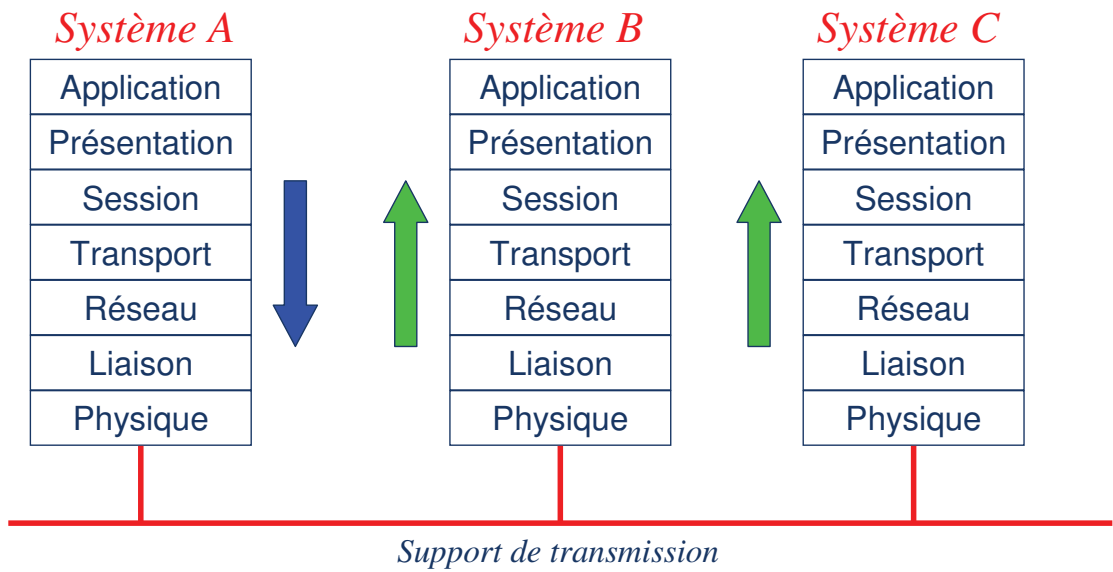 Système A
Système B
Système C
Application
Présentation
Session
Transport
Réseau
Liaison
Physique
Application
Présentation
Session
Transport
Réseau
Liaison
Physique
Application
Présentation
Session
Transport
Réseau
Liaison
Physique
Support de transmission